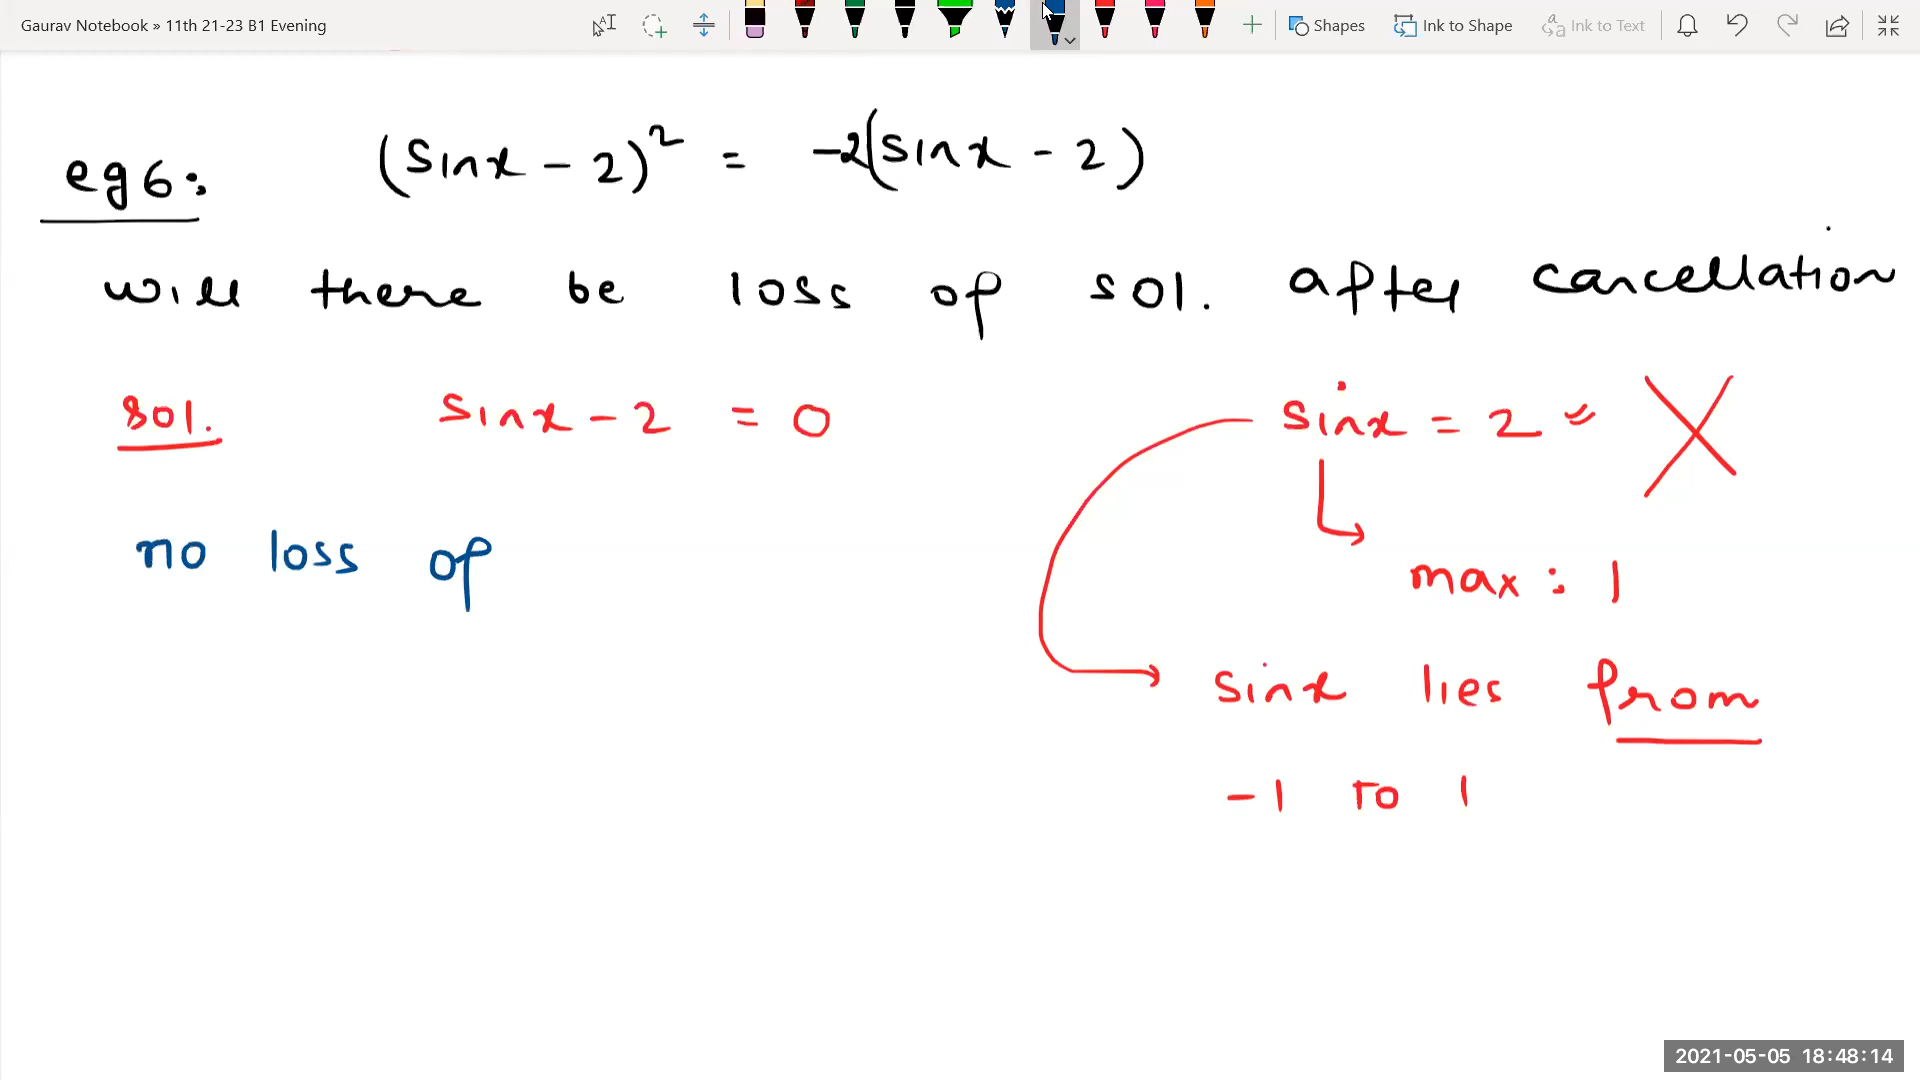 Gaurav Notebook » 11th 21-23 B1 Evening
Shapes Ink to Shape Ink to Text
eg 6: (sinx - 2)² = -2(sinx - 2)
will there be loss of sol. after cancellation
sol. sinx - 2 = 0 sinx = 2
max : 1
no loss of
sinx lies from
-1 to 1
2021-05-05 18:48:14